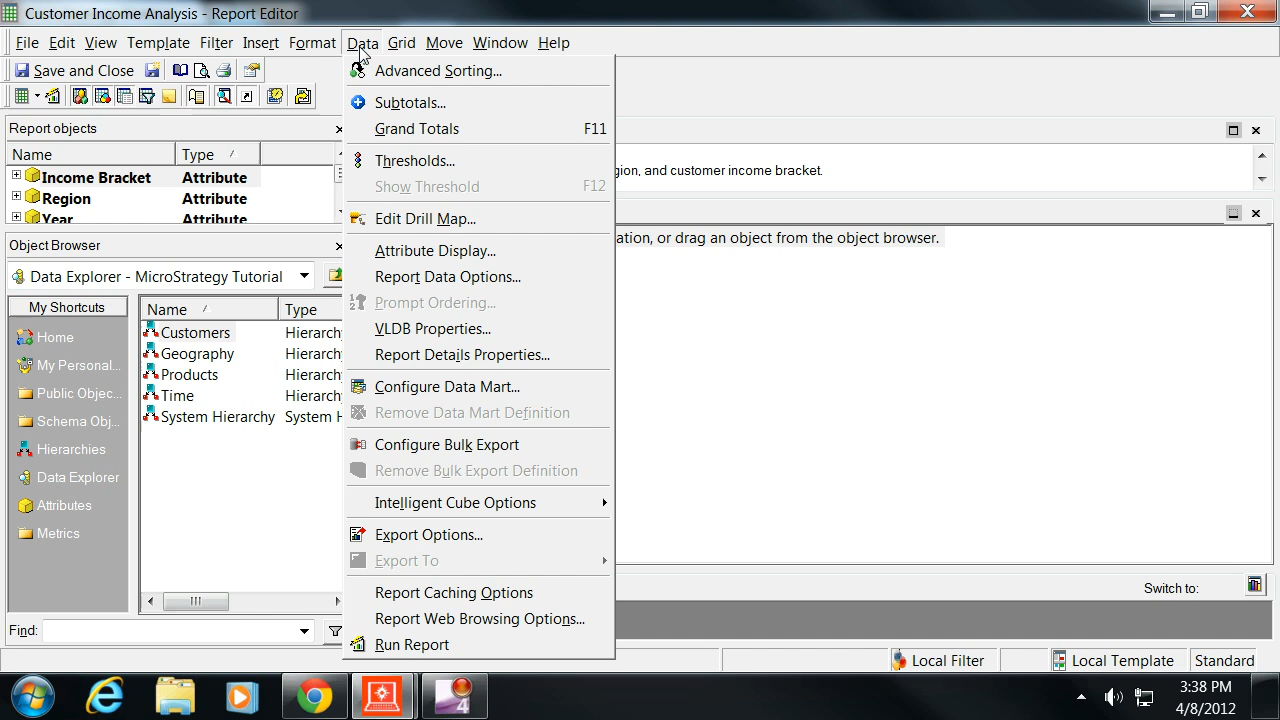 Customer Income Analysis - Report Editor
File Edit View Template Filter Insert Format Data Grid Move Window Help
Save and Close
Report objects
Name Type
Income Bracket Attribute
Region Attribute
Year Attribute
Object Browser
Data Explorer - MicroStrategy Tutorial
My Shortcuts
Home
My Personal...
Public Objec...
Schema Obj...
Hierarchies
Data Explorer
Attributes
Metrics
Name Type
Customers Hierarch
Geography Hierarch
Products Hierarch
Time Hierarch
System Hierarchy System H
Find:
Advanced Sorting...
Subtotals...
Grand Totals F11
Thresholds...
Show Threshold F12
Edit Drill Map...
Attribute Display...
Report Data Options...
Prompt Ordering...
VLDB Properties...
Report Details Properties...
Configure Data Mart...
Remove Data Mart Definition
Configure Bulk Export
Remove Bulk Export Definition
Intelligent Cube Options
Export Options...
Export To
Report Caching Options
Report Web Browsing Options...
Run Report
gion, and customer income bracket.
ation, or drag an object from the object browser.
Switch to:
Local Filter Local Template Standard
4
3:38 PM
4/8/2012